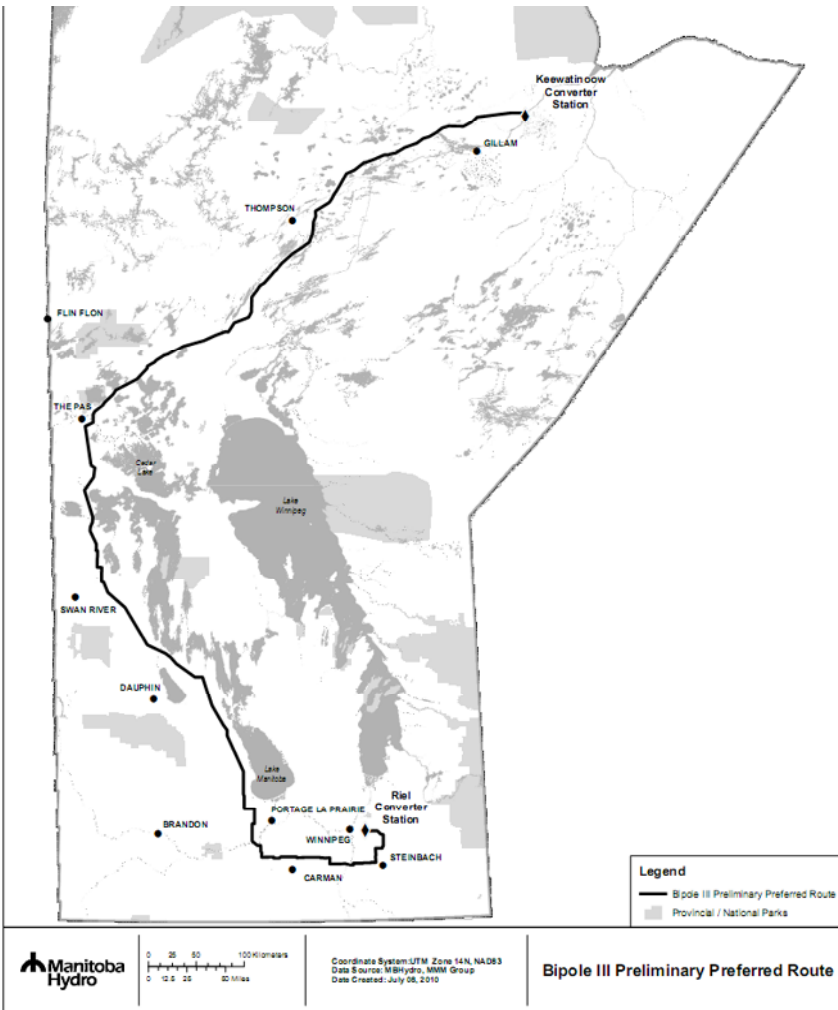 Keewatinoow
Converter
Station
GILLAM
THOMPSON
FLIN FLON
THE PAS
Cedar
Lake
Lake
Winnipeg
SWAN RIVER
DAUPHIN
Lake
Manitoba
Riel
Converter
Station
PORTAGE LA PRAIRIE
BRANDON
WINNIPEG
STEINBACH
CARMAN
Legend
Bipole III Preliminary Preferred Route
Provincial / National Parks
Manitoba
Hydro
0 25 50 100 Kilometers
0 12.5 25 50 Miles
Coordinate System: UTM Zone 14N, NAD83
Data Source: MBHydro, MMM Group
Date Created: July 06, 2010
Bipole III Preliminary Preferred Route